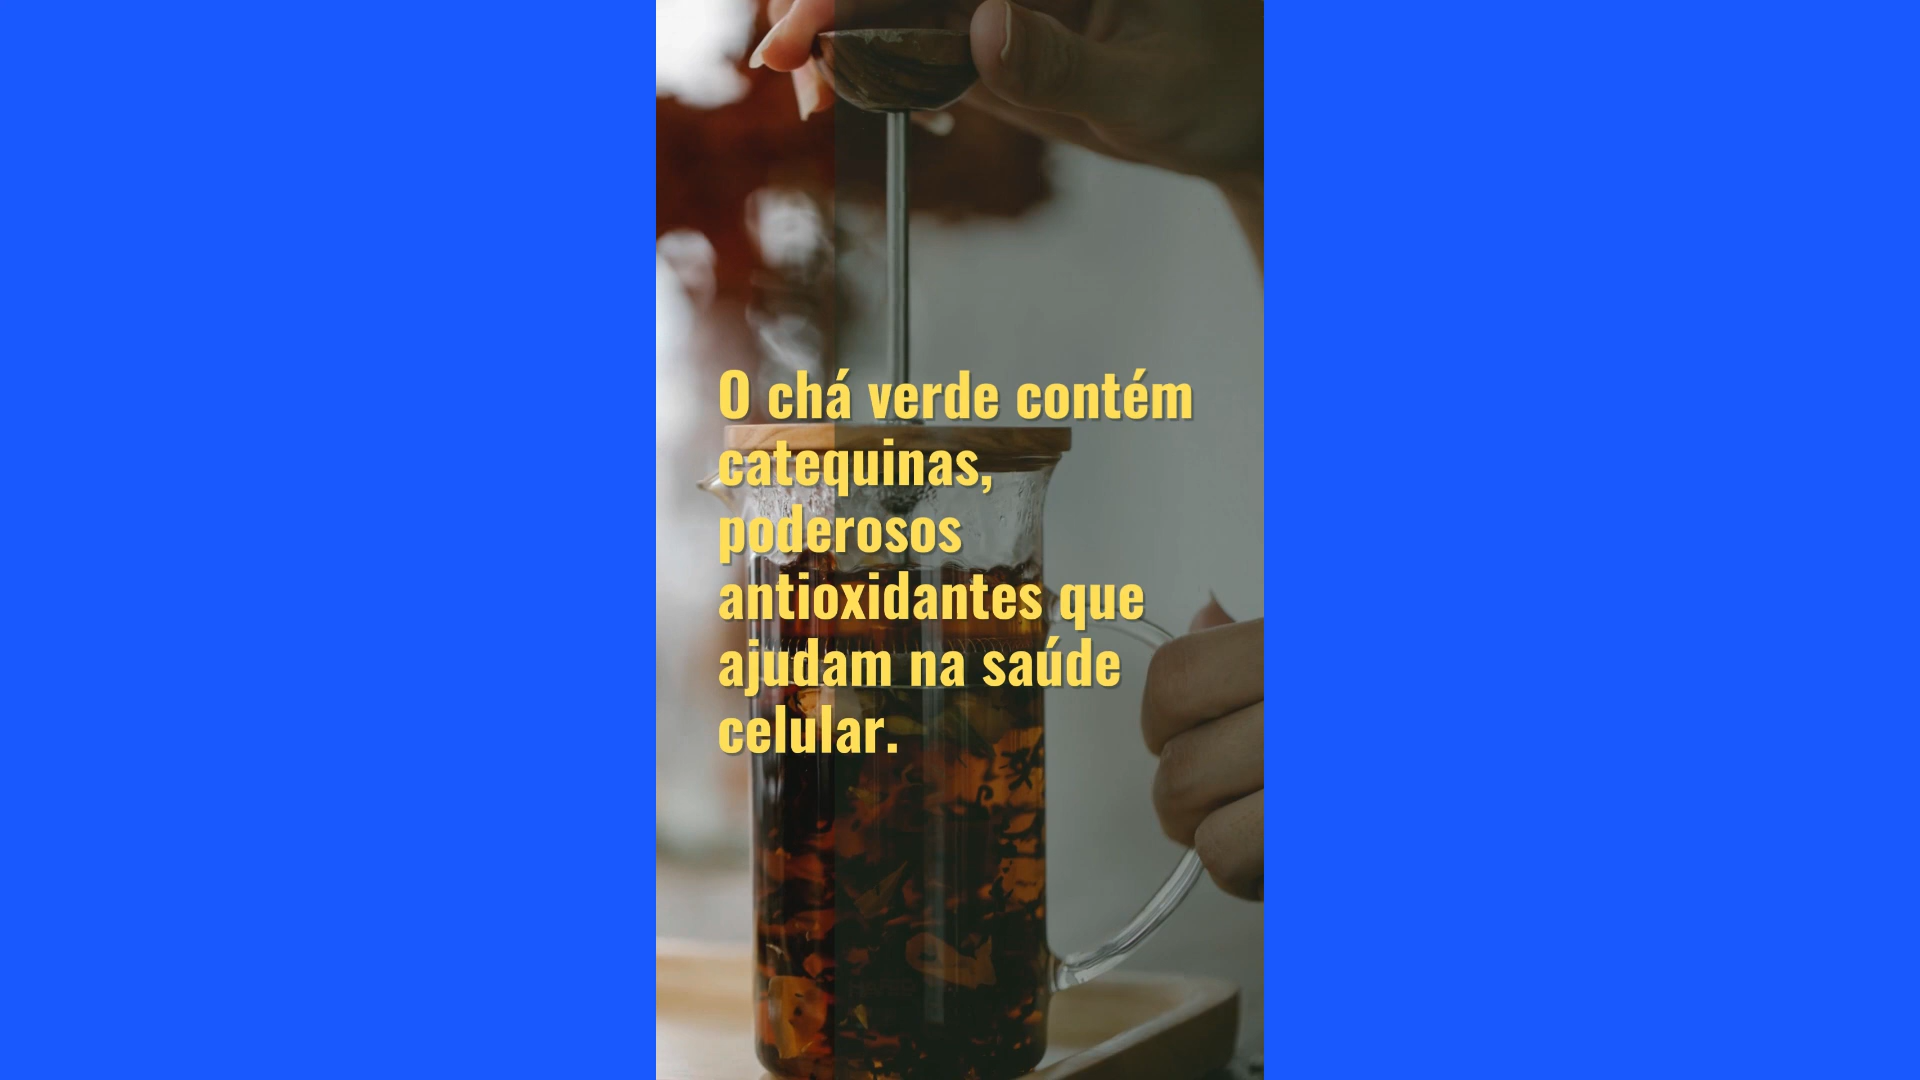 O chá verde contém
catequinas,
poderosos
antioxidantes que
ajudam na saúde
celular.